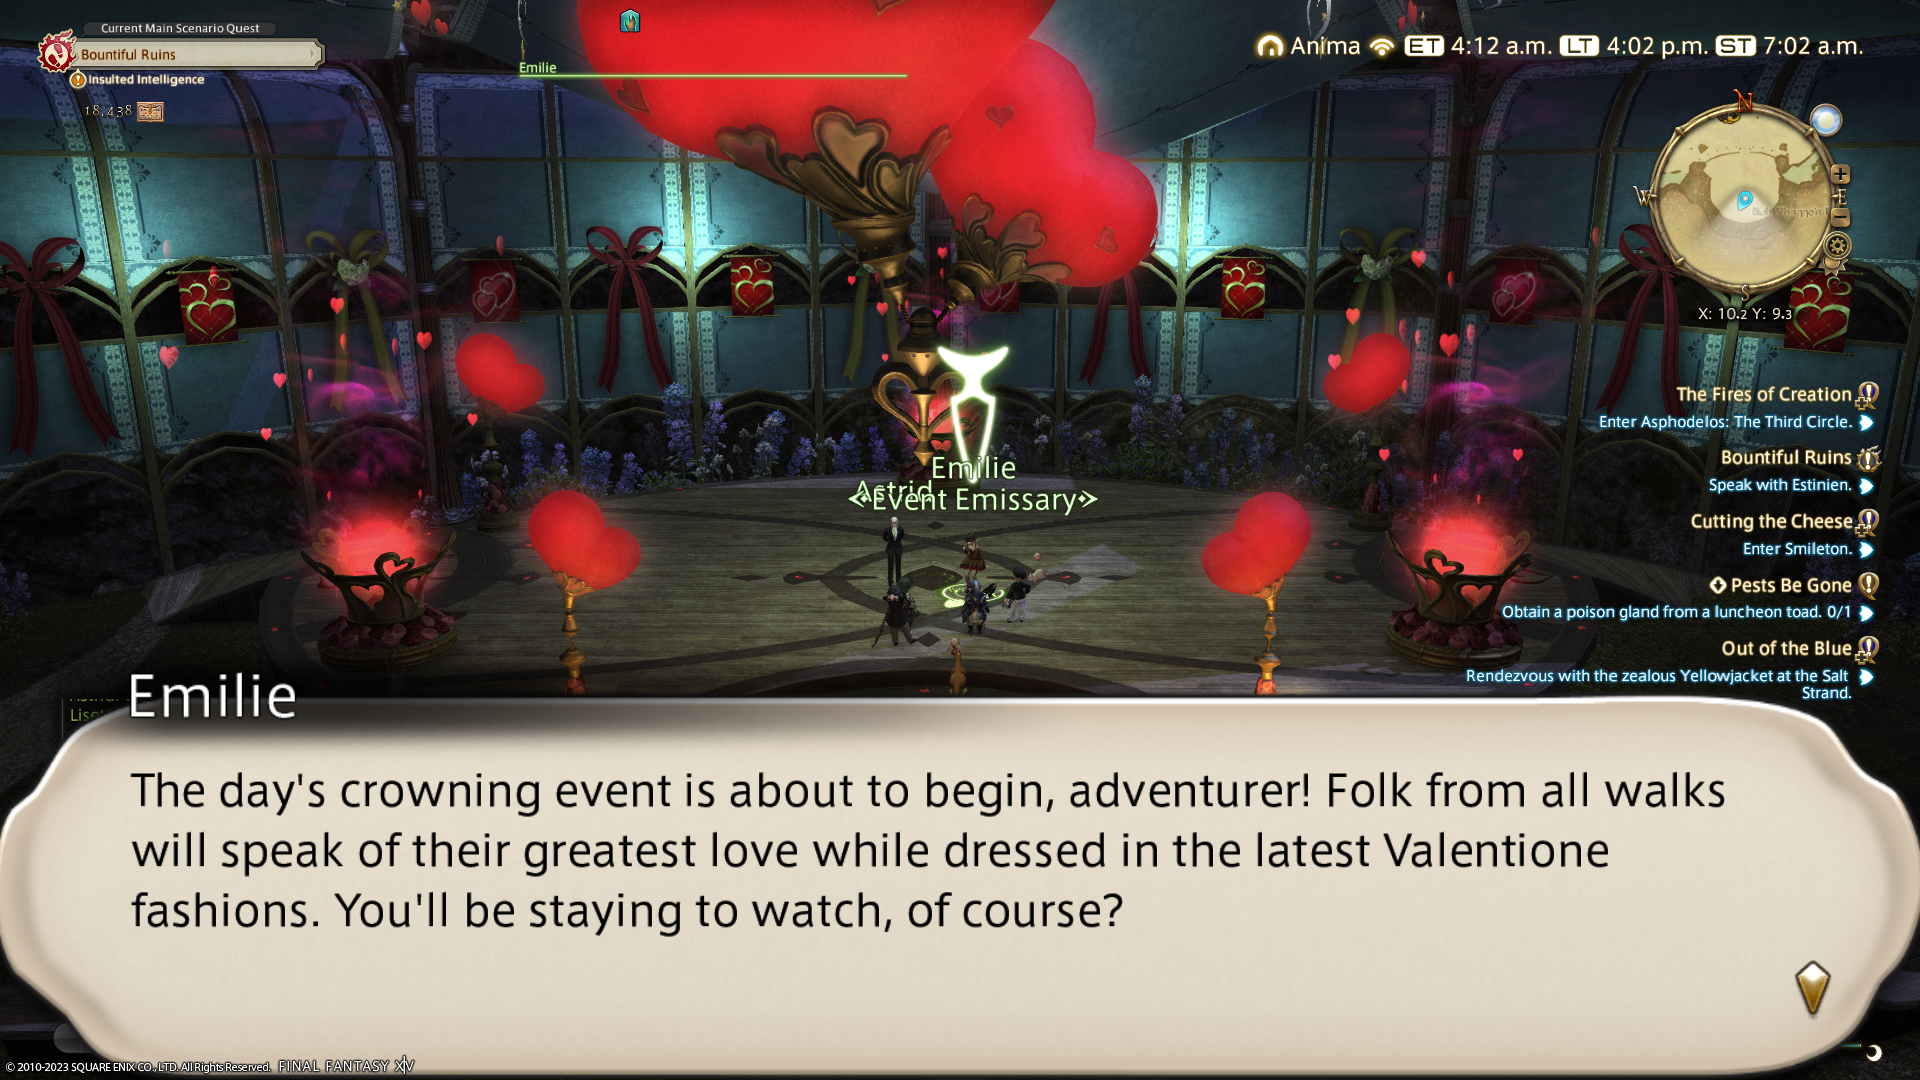 Current Main Scenario Quest
Bountiful Ruins
Insulted Intelligence
18,438
Emilie
Anima ET 4:12 a.m. LT 4:02 p.m. ST 7:02 a.m.
N
W
E
S
X: 10.2 Y: 9.3
The Fires of Creation
Enter Asphodelos: The Third Circle.
Bountiful Ruins
Speak with Estinien.
Cutting the Cheese
Enter Smileton.
Pests Be Gone
Obtain a poison gland from a luncheon toad. 0/1
Out of the Blue
Rendezvous with the zealous Yellowjacket at the Salt
Strand.
Emilie
Astrid
Event Emissary
Emilie
The day's crowning event is about to begin, adventurer! Folk from all walks
will speak of their greatest love while dressed in the latest Valentione
fashions. You'll be staying to watch, of course?
© 2010-2023 SQUARE ENIX CO., LTD. All Rights Reserved. FINAL FANTASY XIV